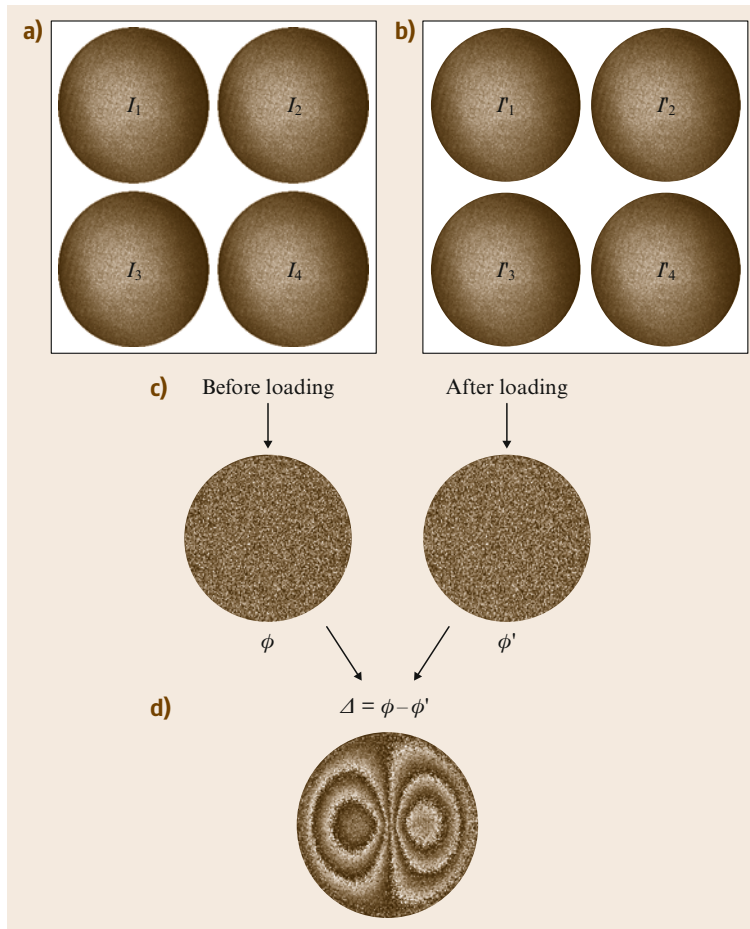 a)
b)
I₁
I₂
I'₁
I'₂
I₃
I₄
I'₃
I'₄
c)
Before loading
After loading
ϕ
ϕ'
d)
Δ = ϕ – ϕ'